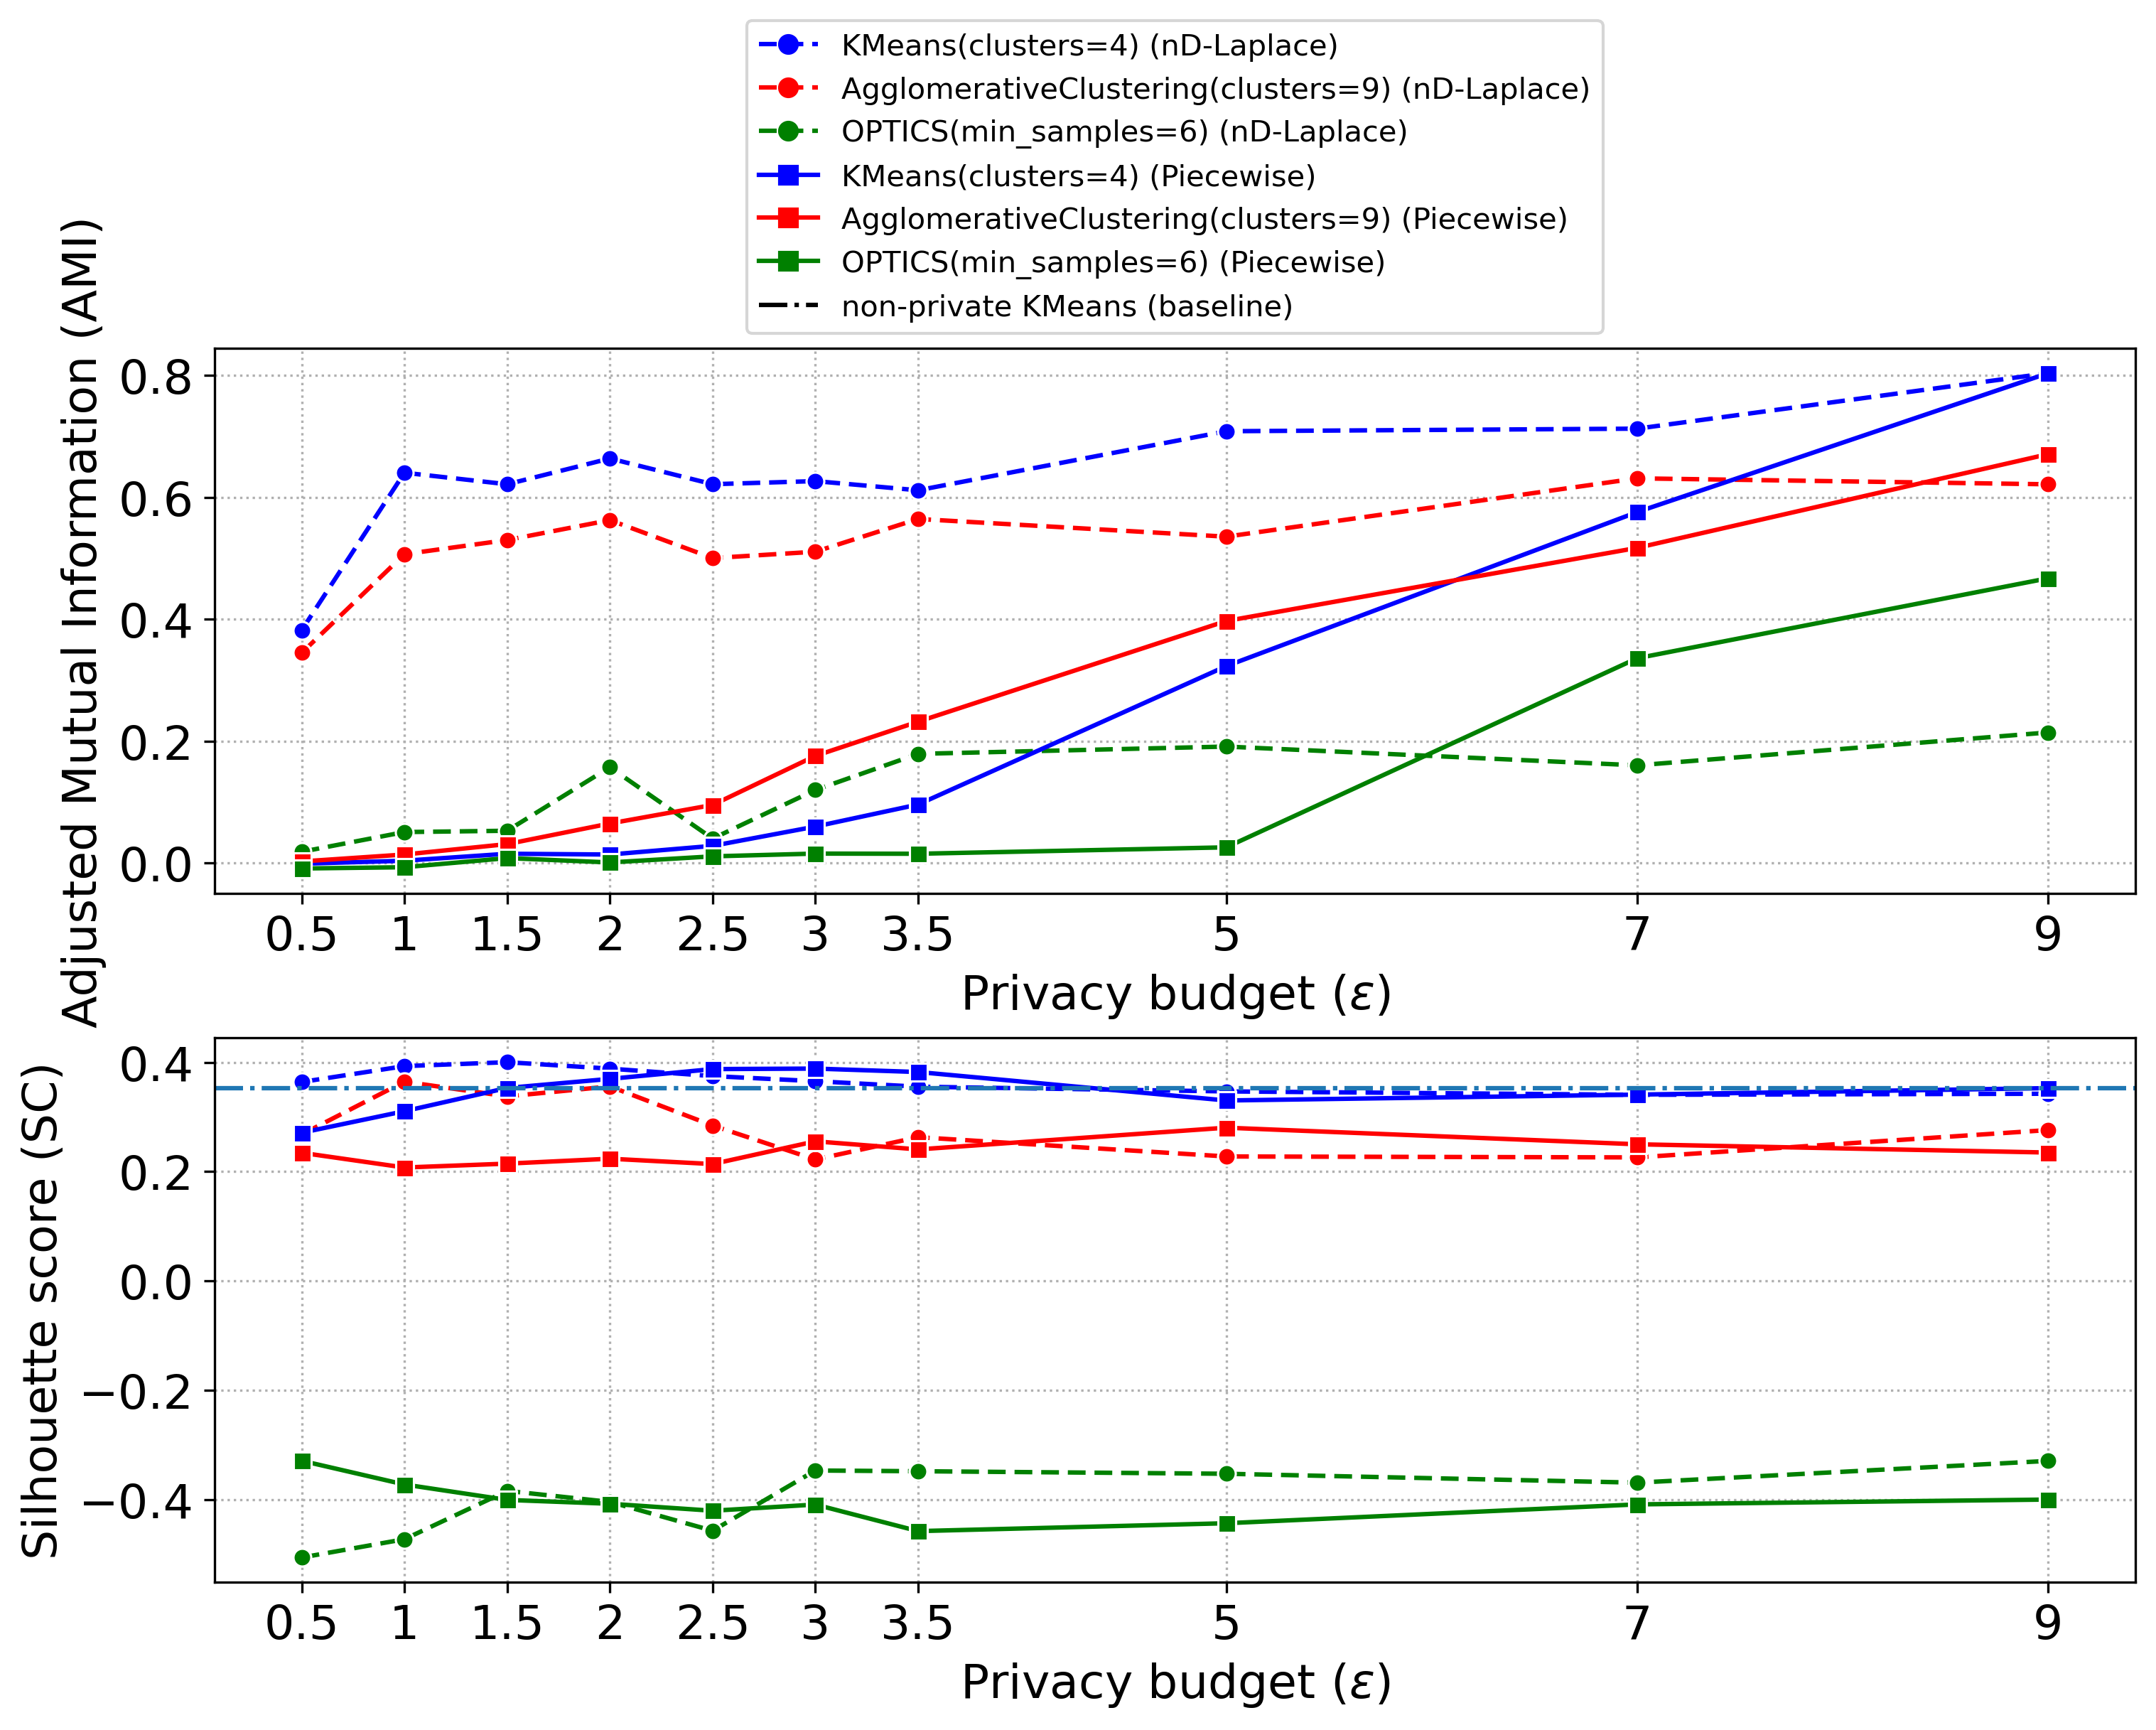 KMeans(clusters=4) (nD-Laplace)
AgglomerativeClustering(clusters=9) (nD-Laplace)
OPTICS(min_samples=6) (nD-Laplace)
KMeans(clusters=4) (Piecewise)
AgglomerativeClustering(clusters=9) (Piecewise)
OPTICS(min_samples=6) (Piecewise)
non-private KMeans (baseline)
Adjusted Mutual Information (AMI)
0.8
0.6
0.4
0.2
0.0
0.5 1 1.5 2 2.5 3 3.5 5 7 9
Privacy budget (ε)
Silhouette score (SC)
0.4
0.2
0.0
−0.2
−0.4
0.5 1 1.5 2 2.5 3 3.5 5 7 9
Privacy budget (ε)